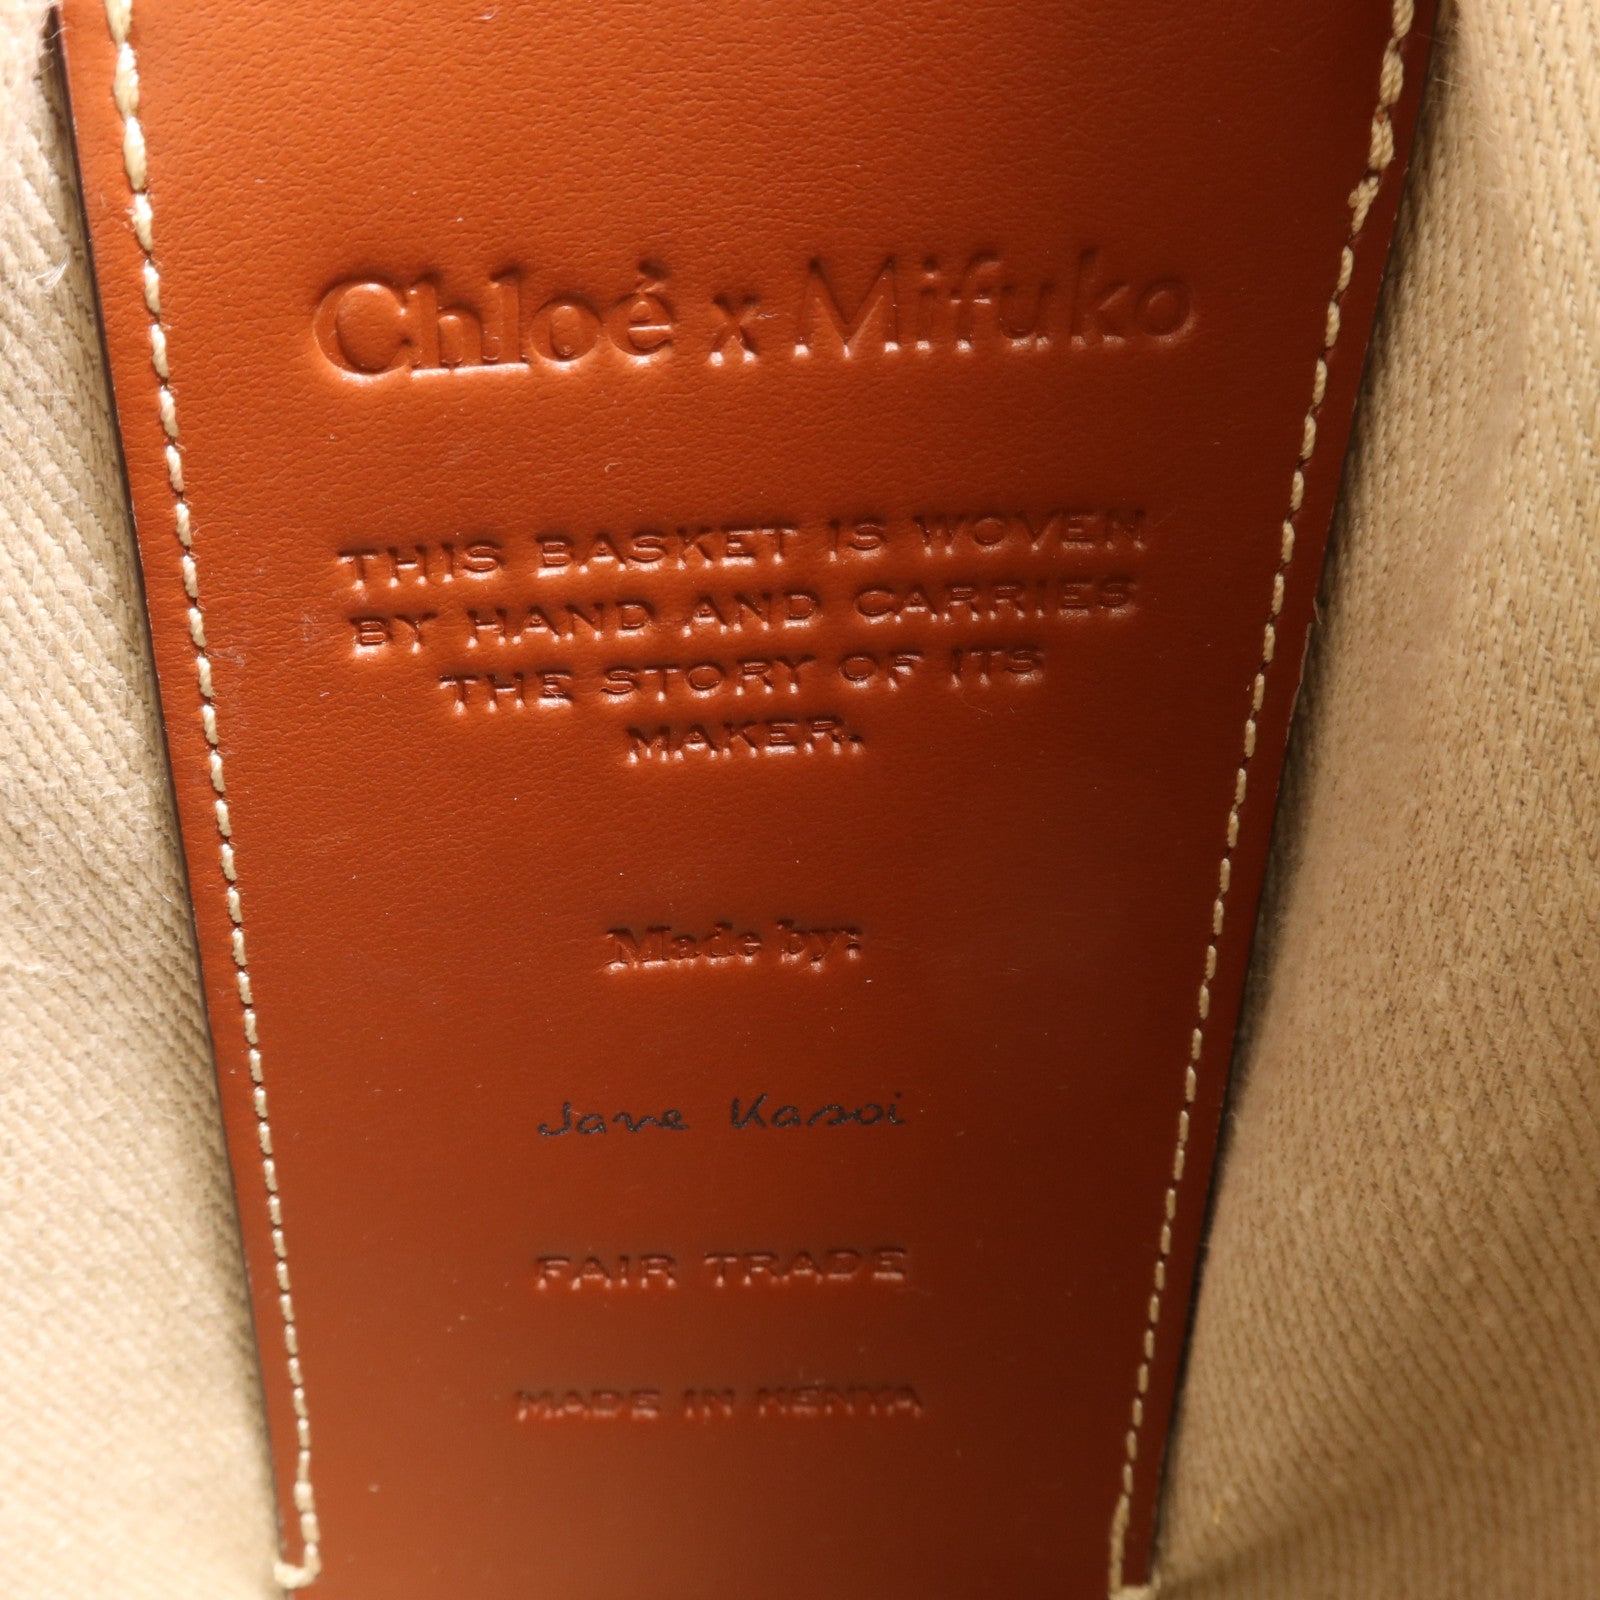 Chloé x Mifuko
THIS BASKET IS WOVEN
BY HAND AND CARRIES
THE STORY OF ITS
MAKER.
Made by:
Jane Kasoi
FAIR TRADE
MADE IN KENYA